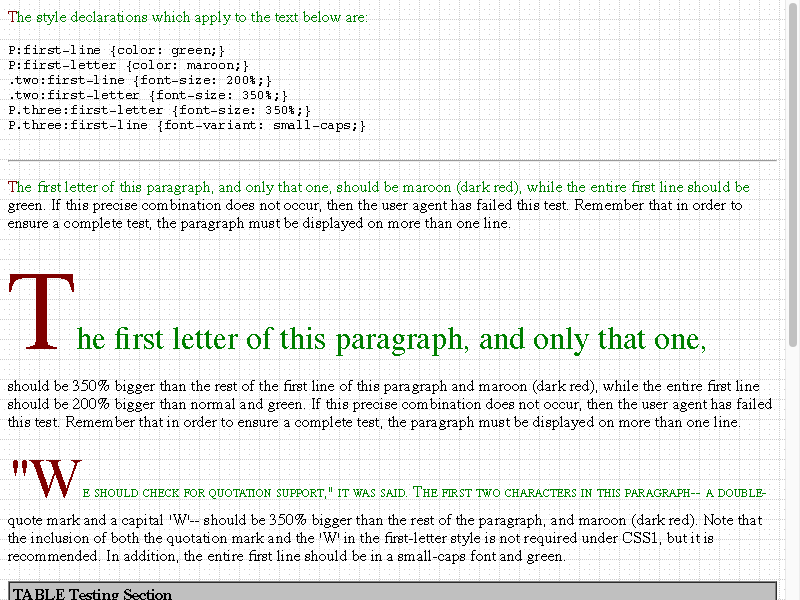 The style declarations which apply to the text below are:
P:first-line {color: green;}
P:first-letter {color: maroon;}
.two:first-line {font-size: 200%;}
.two:first-letter {font-size: 350%;}
P.three:first-letter {font-size: 350%;}
P.three:first-line {font-variant: small-caps;}
The first letter of this paragraph, and only that one, should be maroon (dark red), while the entire first line should be
green. If this precise combination does not occur, then the user agent has failed this test. Remember that in order to
ensure a complete test, the paragraph must be displayed on more than one line.
The first letter of this paragraph, and only that one,
should be 350% bigger than the rest of the first line of this paragraph and maroon (dark red), while the entire first line
should be 200% bigger than normal and green. If this precise combination does not occur, then the user agent has failed
this test. Remember that in order to ensure a complete test, the paragraph must be displayed on more than one line.
"We should check for quotation support," it was said. The first two characters in this paragraph-- a double-
quote mark and a capital 'W'-- should be 350% bigger than the rest of the paragraph, and maroon (dark red). Note that
the inclusion of both the quotation mark and the 'W' in the first-letter style is not required under CSS1, but it is
recommended. In addition, the entire first line should be in a small-caps font and green.
TABLE Testing Section